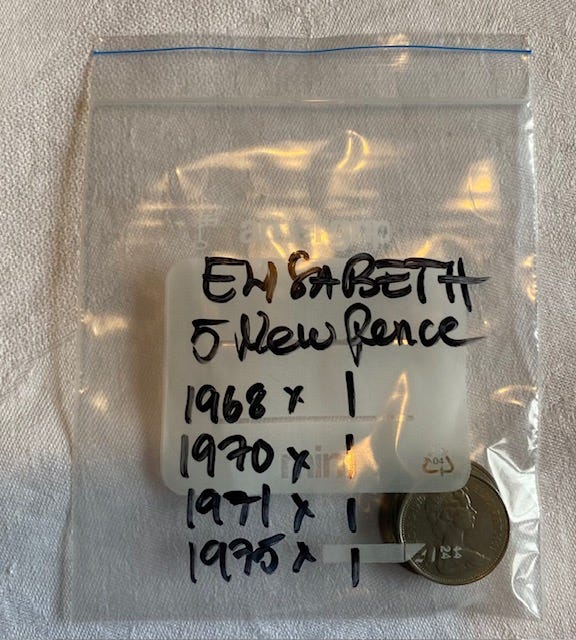 ELISABETH
5 New Pence
1968 x 1
1970 x 1
1971 x 1
1975 x 1